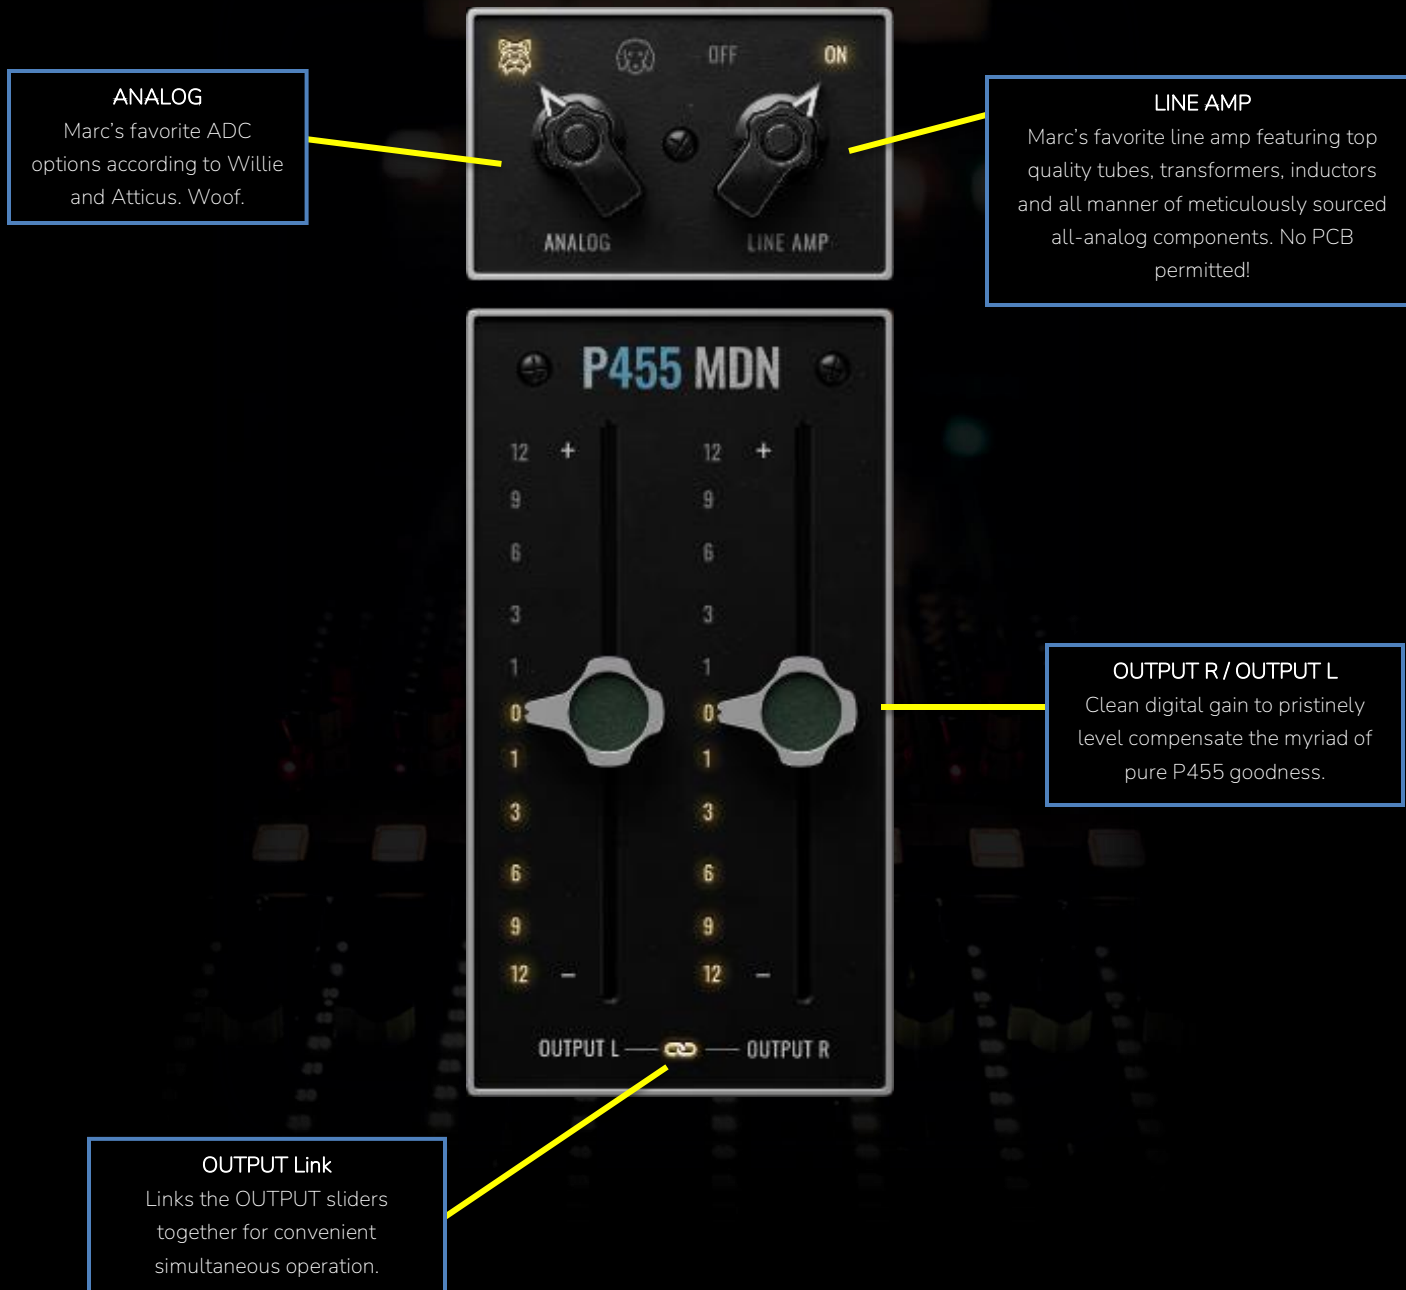 OFF
ON
ANALOG
LINE AMP
ANALOG
Marc's favorite ADC
options according to Willie
and Atticus. Woof.
LINE AMP
Marc's favorite line amp featuring top
quality tubes, transformers, inductors
and all manner of meticulously sourced
all-analog components. No PCB
permitted!
P455 MDN
12 + 12 +
9 9
6 6
3 3
1 1
0 0
1 1
3 3
6 6
9 9
12 − 12 −
OUTPUT L OUTPUT R
OUTPUT R / OUTPUT L
Clean digital gain to pristinely
level compensate the myriad of
pure P455 goodness.
OUTPUT Link
Links the OUTPUT sliders
together for convenient
simultaneous operation.